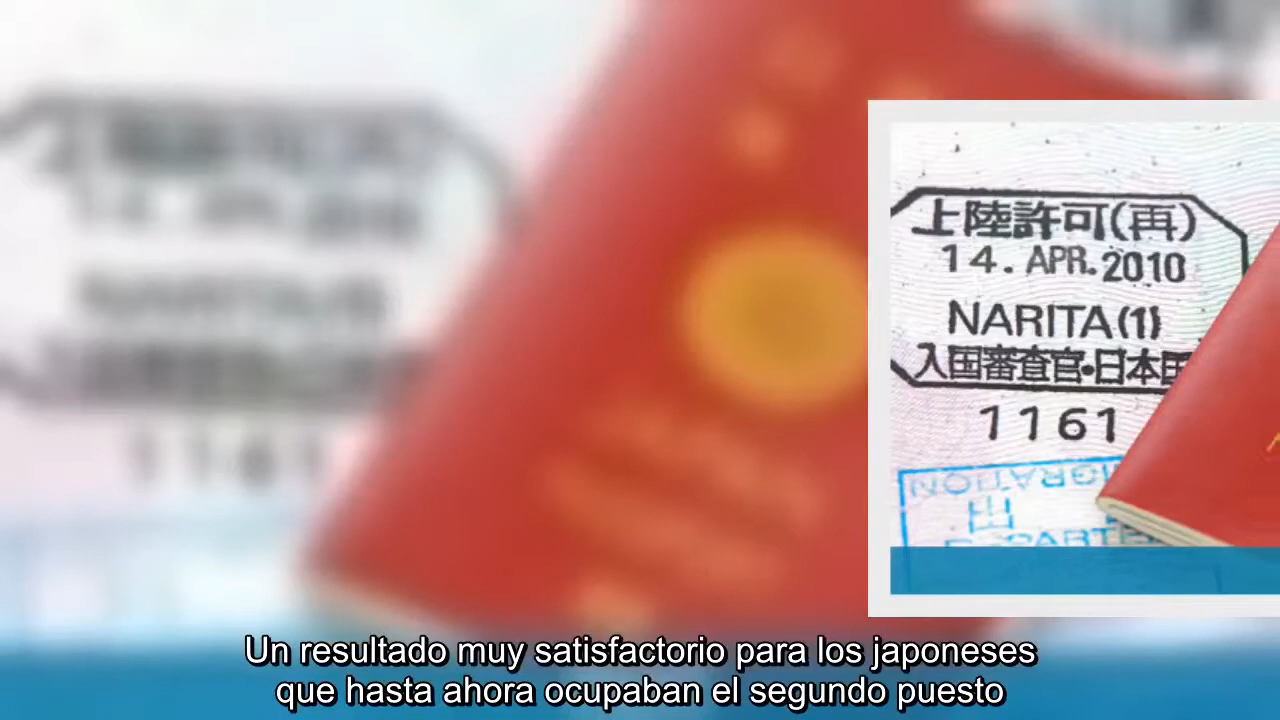 上陸許可(再)
14. APR. 2010
NARITA(1)
入国審査官・日本国
1161
Un resultado muy satisfactorio para los japoneses
que hasta ahora ocupaban el segundo puesto